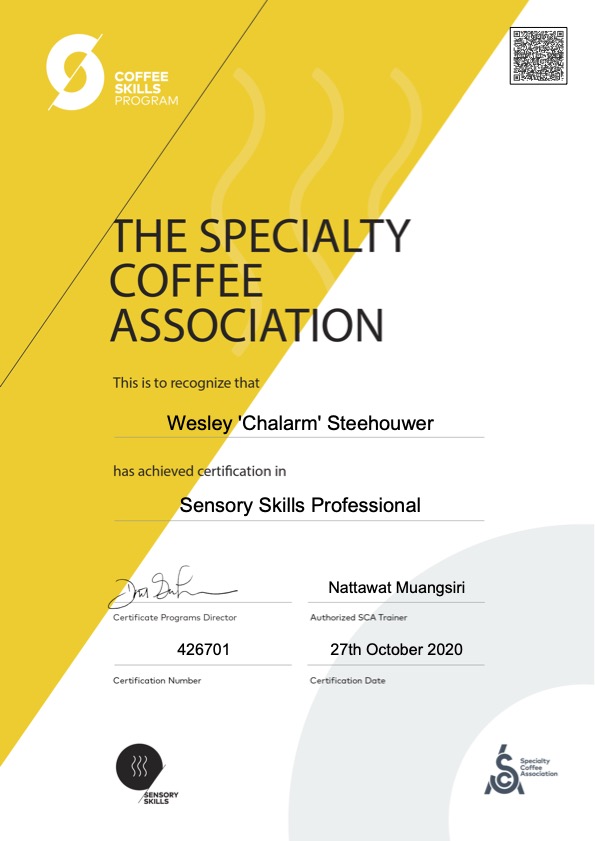 COFFEE
SKILLS
PROGRAM
THE SPECIALTY
COFFEE
ASSOCIATION
This is to recognize that
Wesley 'Chalarm' Steehouwer
has achieved certification in
Sensory Skills Professional
Nattawat Muangsiri
Certificate Programs Director
Authorized SCA Trainer
426701
27th October 2020
Certification Number
Certification Date
SENSORY
SKILLS
SCA
Specialty
Coffee
Association